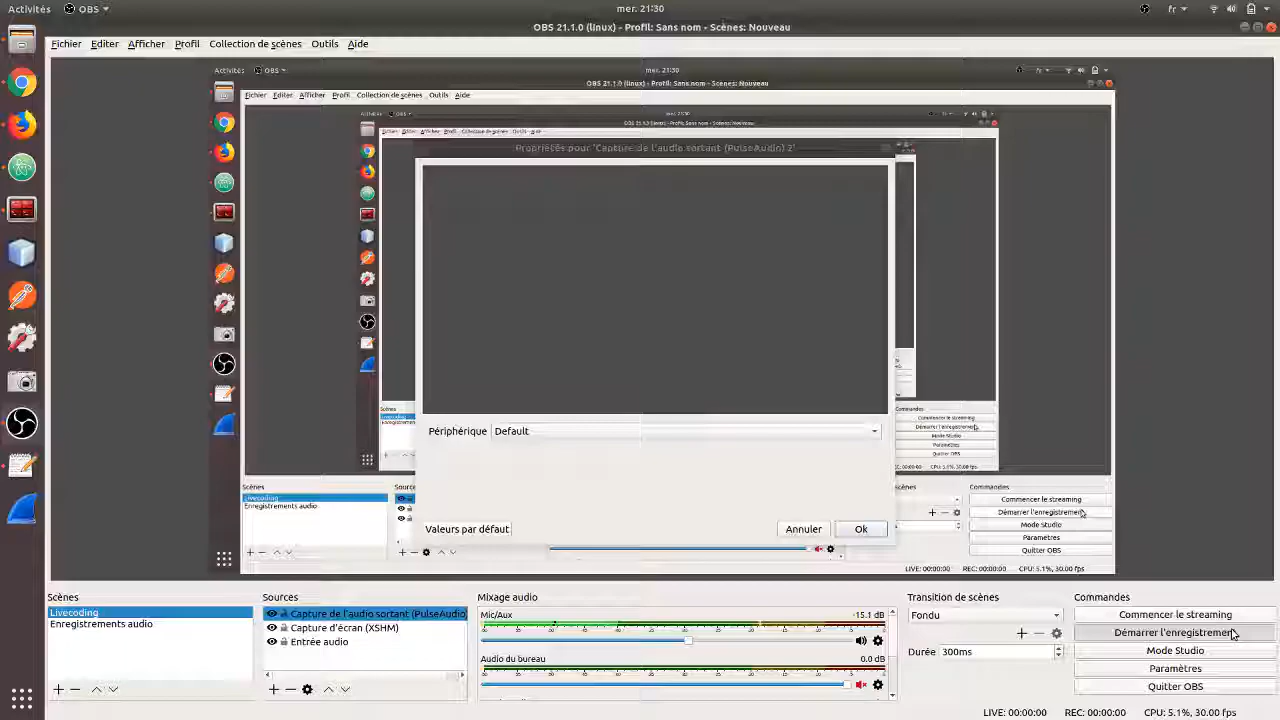 Activités OBS mer. 21:30 fr
OBS 21.1.0 (linux) - Profil: Sans nom - Scènes: Nouveau
Fichier Editer Afficher Profil Collection de scènes Outils Aide
Activités OBS mer. 21:30 fr
OBS 21.1.0 (linux) - Profil: Sans nom - Scènes: Nouveau
Fichier Editer Afficher Profil Collection de scènes Outils Aide
Propriétés pour 'Capture de l'audio sortant (PulseAudio) 2'
Périphérique Default
Commandes
Commencer le streaming
Démarrer l'enregistrement
Mode Studio
Paramètres
Quitter OBS
Scènes
Livecoding
Enregistrements audio
Commandes
Commencer le streaming
Démarrer l'enregistrement
Mode Studio
Paramètres
Quitter OBS
Valeurs par défaut Annuler Ok
LIVE: 00:00:00 REC: 00:00:00 CPU: 5.1%, 30.00 fps
Scènes
Livecoding
Enregistrements audio
Sources
Capture de l'audio sortant (PulseAudio)
Capture d'écran (XSHM)
Entrée audio
Mixage audio
Mic/Aux -15.1 dB
Audio du bureau 0.0 dB
Transition de scènes
Fondu
Durée 300ms
Commandes
Commencer le streaming
Démarrer l'enregistrement
Mode Studio
Paramètres
Quitter OBS
LIVE: 00:00:00 REC: 00:00:00 CPU: 5.1%, 30.00 fps